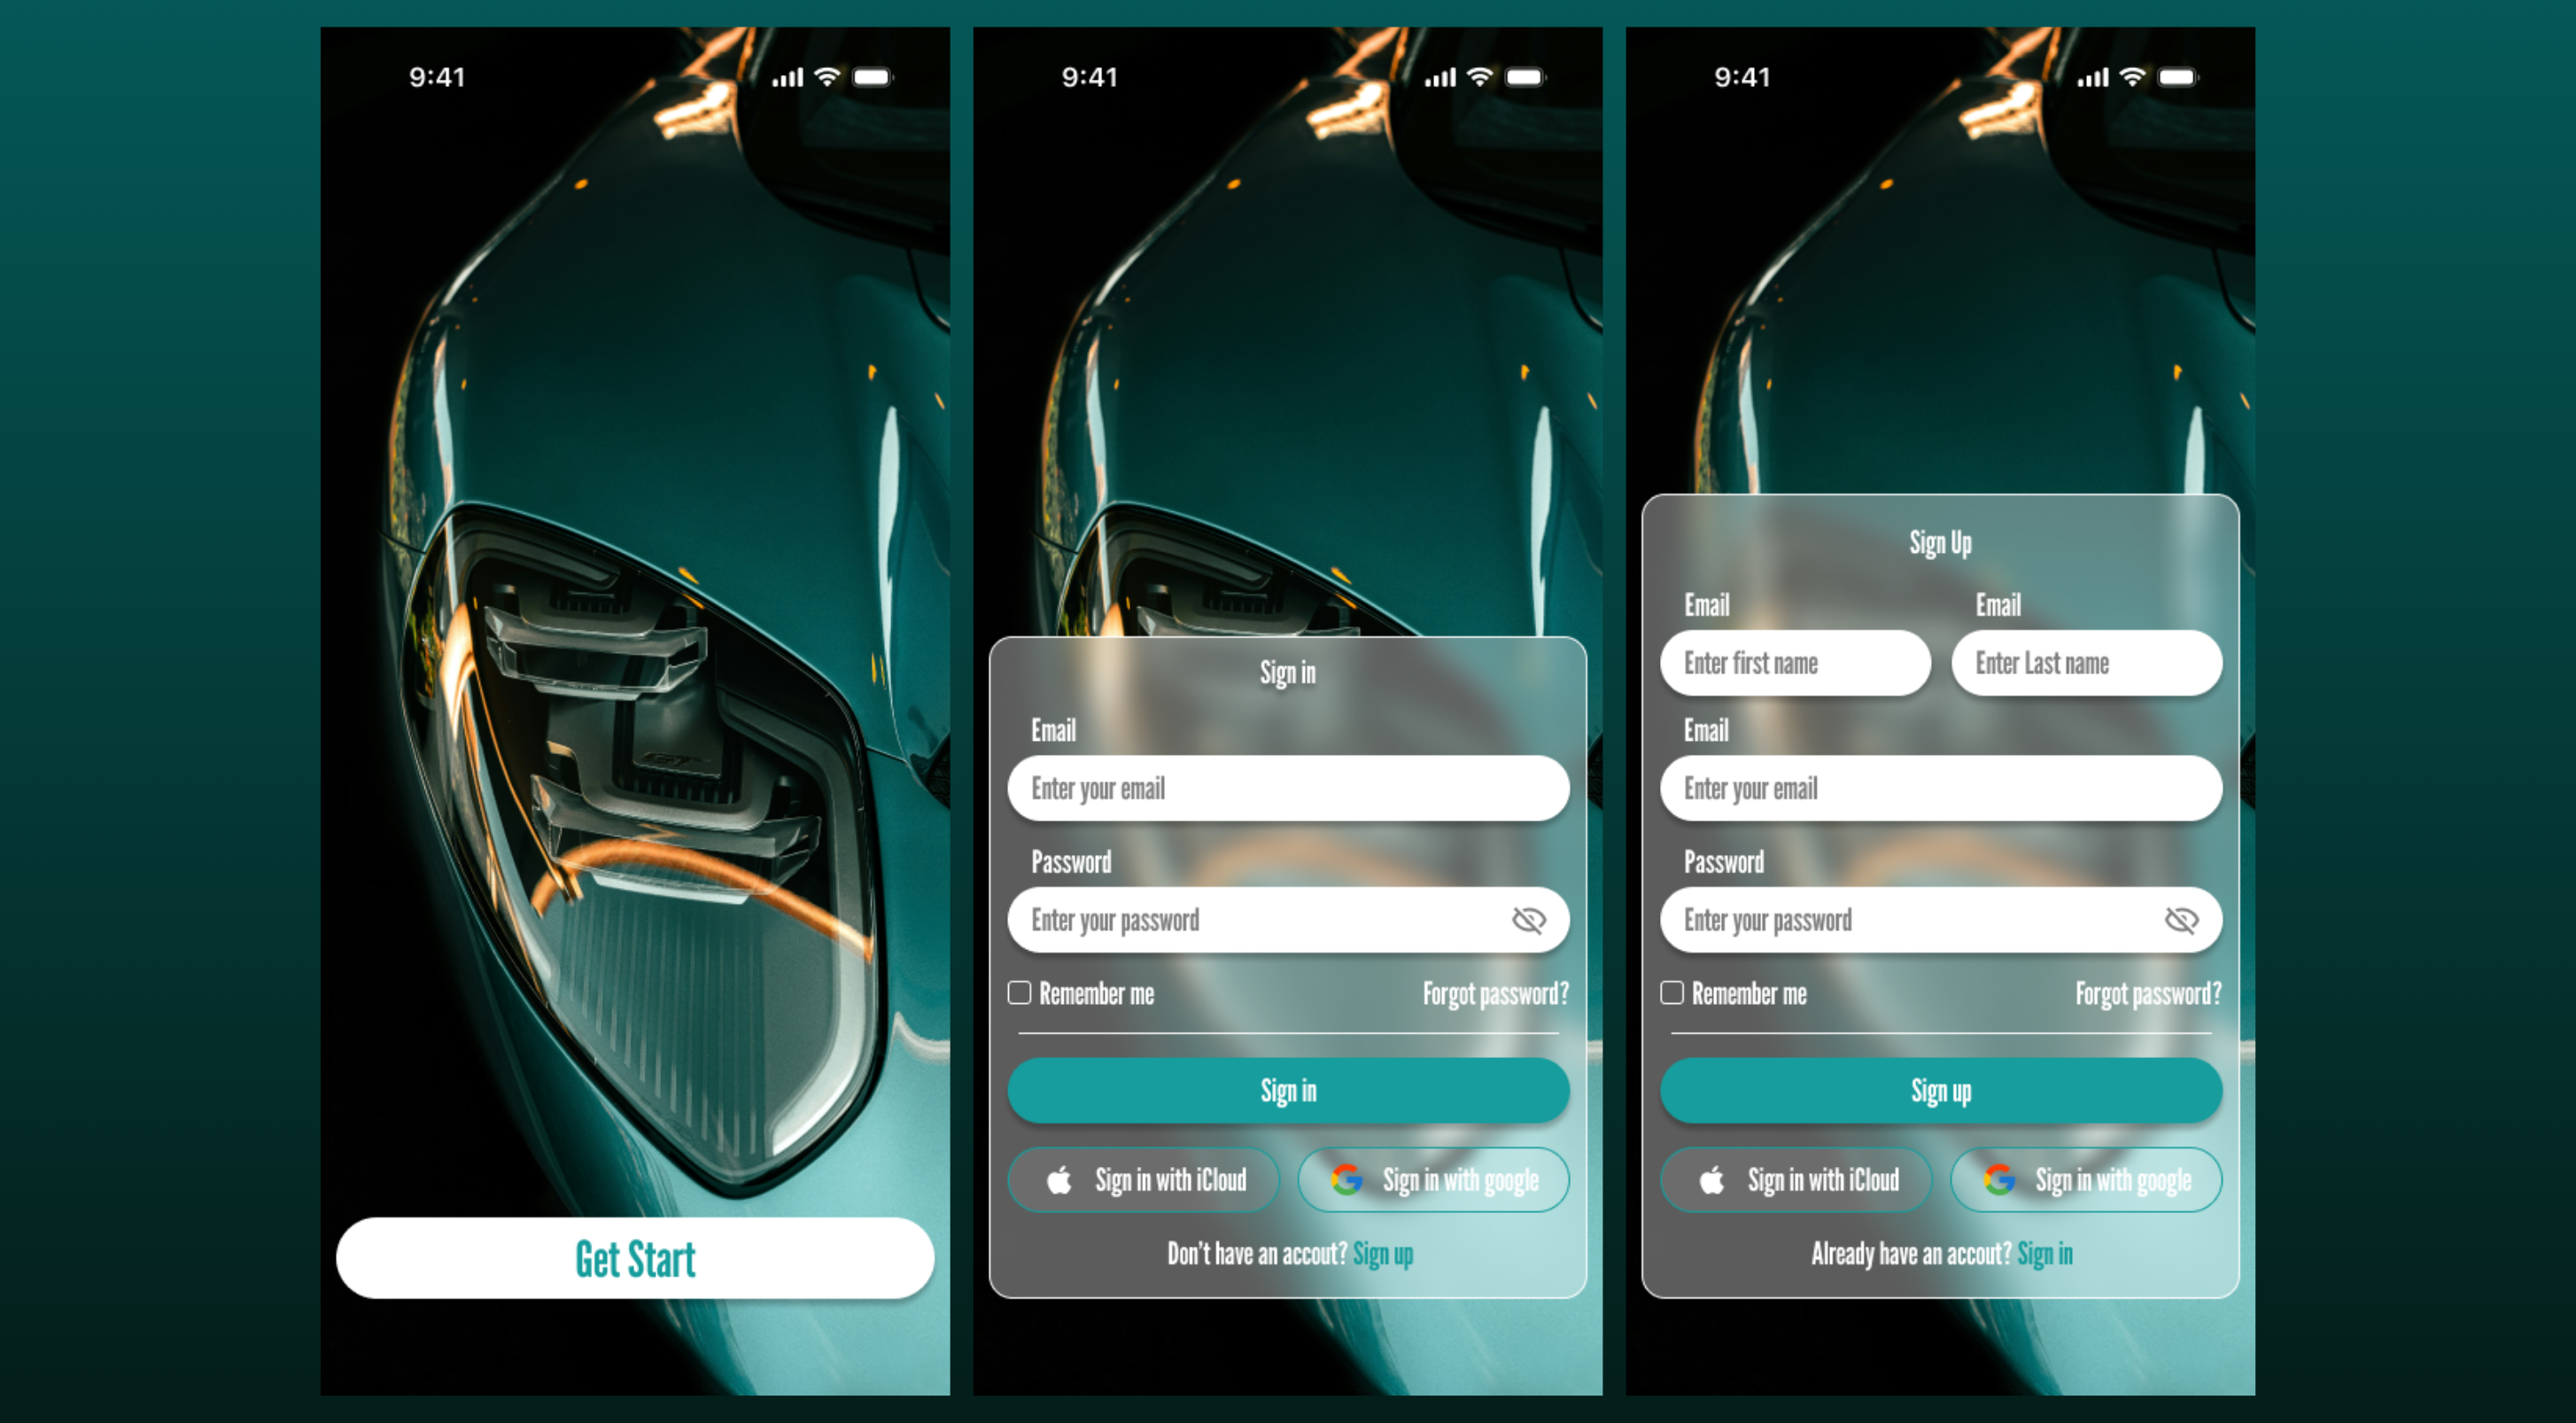 9:41
Get Start
9:41
Sign in
Email
Enter your email
Password
Enter your password
Remember me Forgot password?
Sign in
Sign in with iCloud Sign in with google
Don't have an accout? Sign up
9:41
Sign Up
Email Email
Enter first name Enter Last name
Email
Enter your email
Password
Enter your password
Remember me Forgot password?
Sign up
Sign in with iCloud Sign in with google
Already have an accout? Sign in